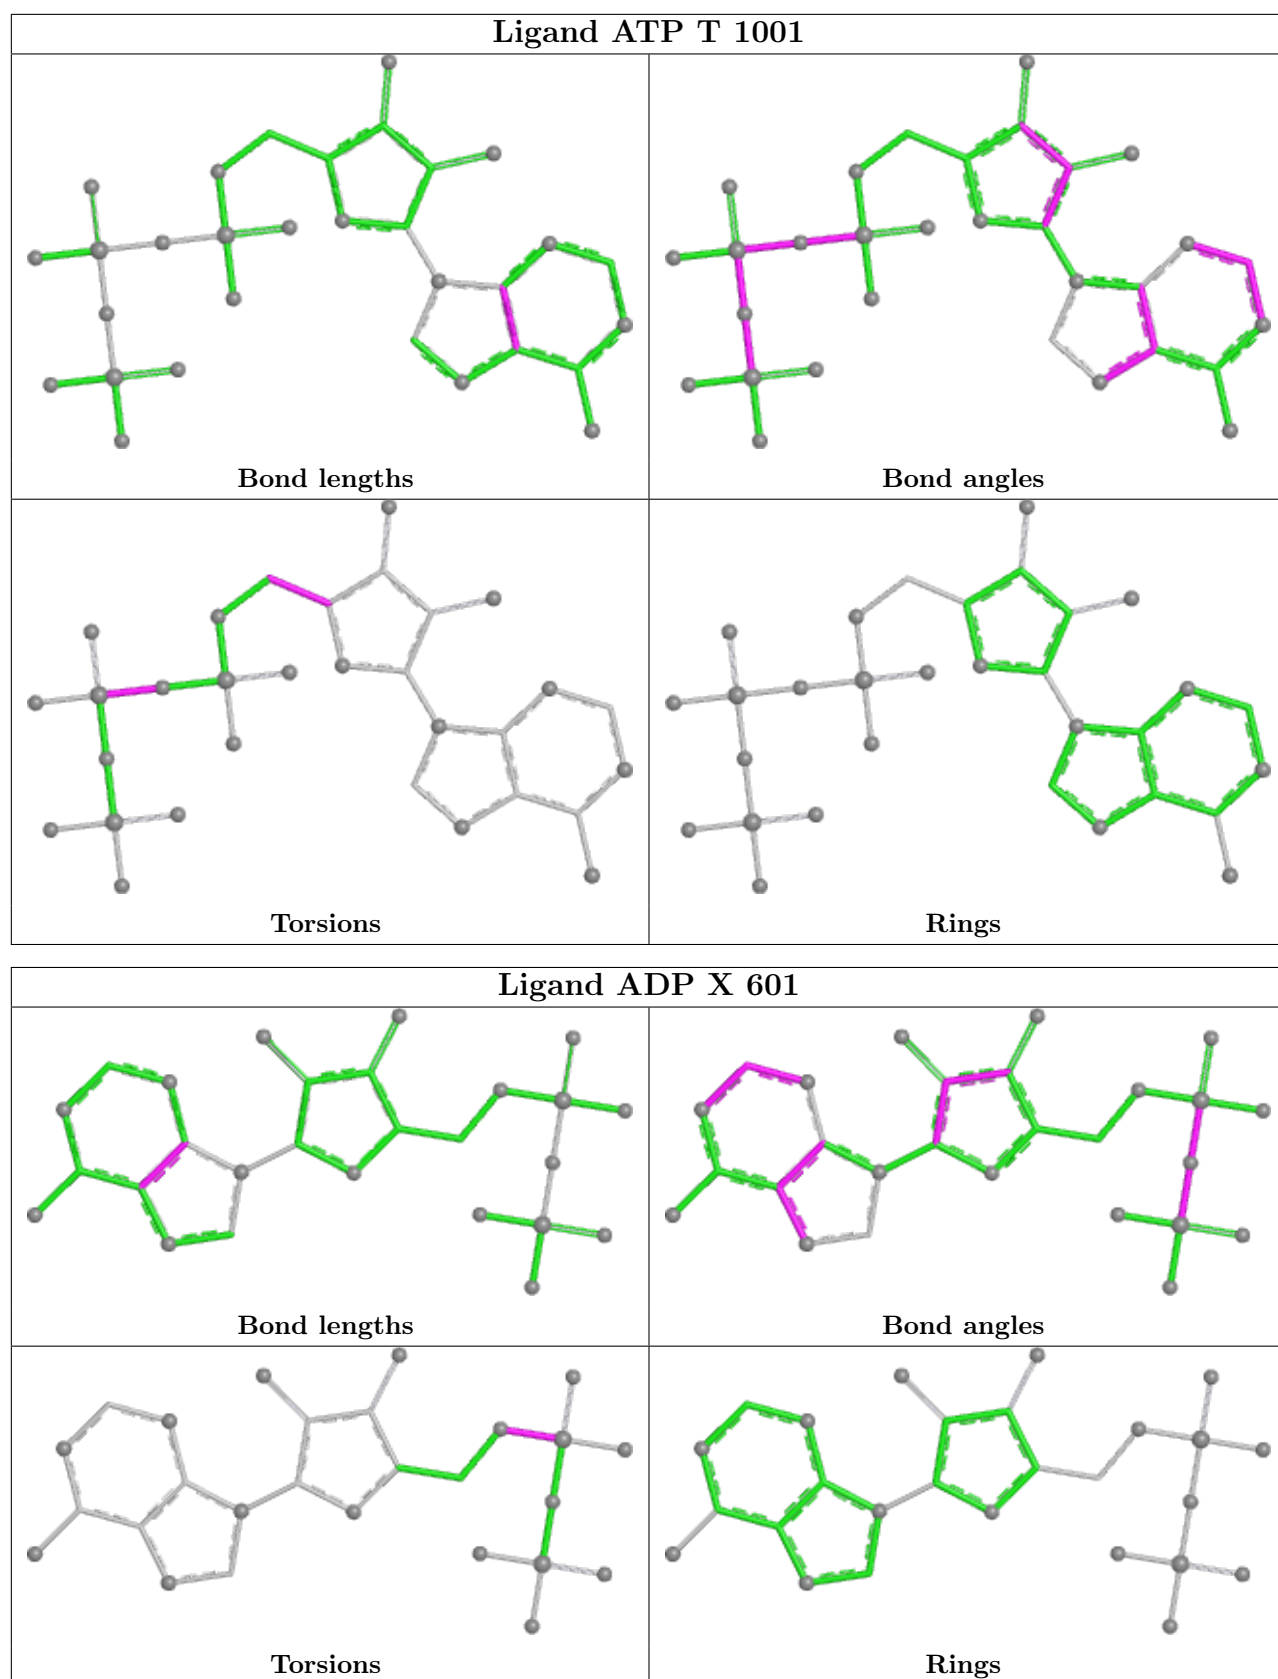 Ligand ATP T 1001
Bond lengths
Bond angles
Torsions
Rings
Ligand ADP X 601
Bond lengths
Bond angles
Torsions
Rings